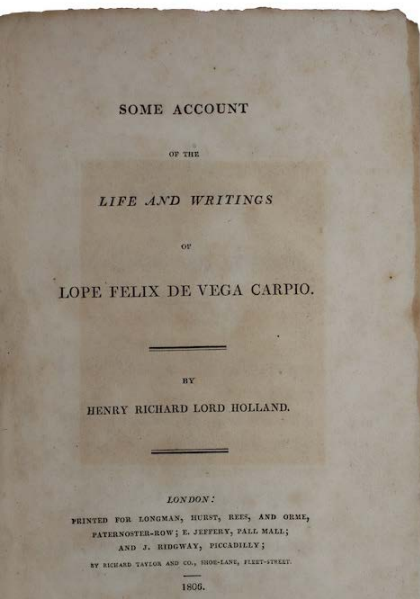 SOME ACCOUNT
OF THE
LIFE AND WRITINGS
OF
LOPE FELIX DE VEGA CARPIO.
BY
HENRY RICHARD LORD HOLLAND.
LONDON:
PRINTED FOR LONGMAN, HURST, REES, AND ORME,
PATERNOSTER-ROW; E. JEFFERY, PALL MALL;
AND J. RIDGWAY, PICCADILLY;
BY RICHARD TAYLOR AND CO., SHOE-LANE, FLEET-STREET.
1806.